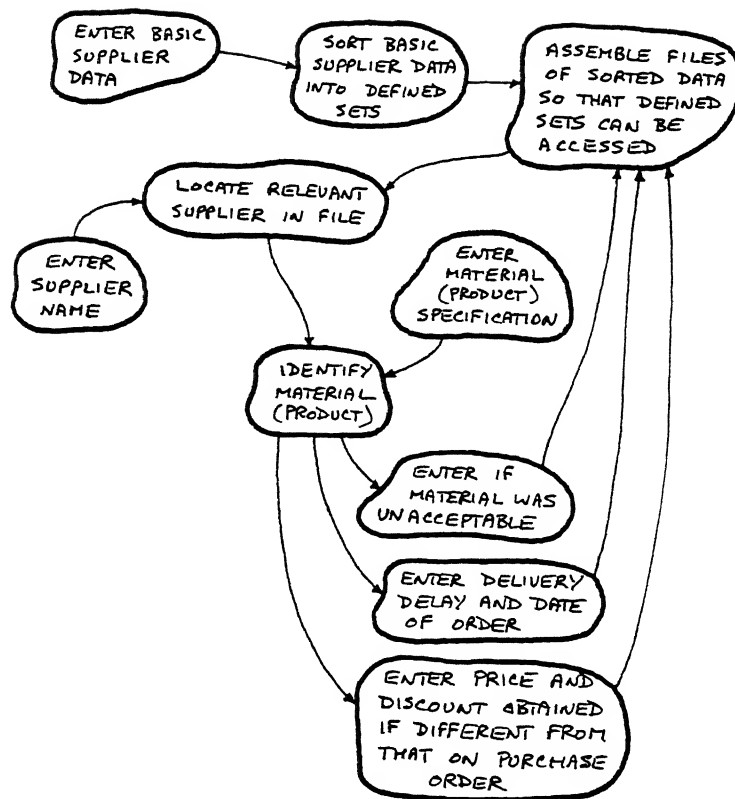 ENTER BASIC
SUPPLIER
DATA
SORT BASIC
SUPPLIER DATA
INTO DEFINED
SETS
ASSEMBLE FILES
OF SORTED DATA
SO THAT DEFINED
SETS CAN BE
ACCESSED
LOCATE RELEVANT
SUPPLIER IN FILE
ENTER
SUPPLIER
NAME
ENTER
MATERIAL
(PRODUCT)
SPECIFICATION
IDENTIFY
MATERIAL
(PRODUCT)
ENTER IF
MATERIAL WAS
UNACCEPTABLE
ENTER DELIVERY
DELAY AND DATE
OF ORDER
ENTER PRICE AND
DISCOUNT OBTAINED
IF DIFFERENT FROM
THAT ON PURCHASE
ORDER